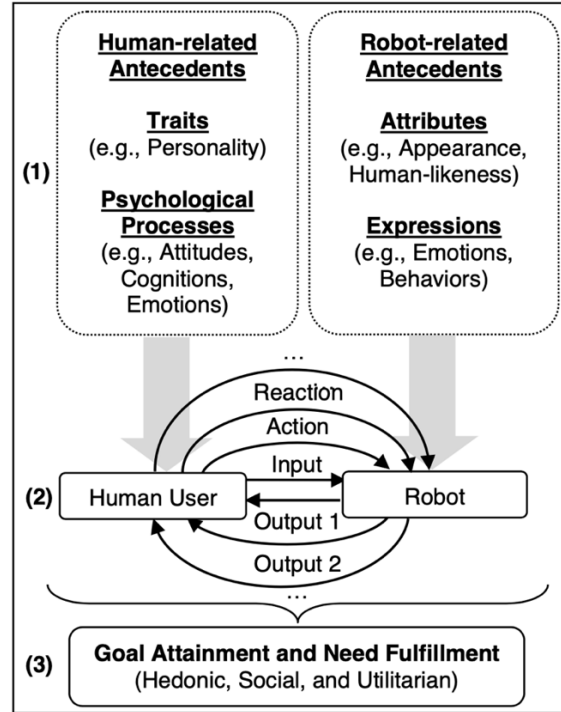 Human-related
Antecedents
Traits
(e.g., Personality)
Psychological
Processes
(e.g., Attitudes,
Cognitions,
Emotions)
Robot-related
Antecedents
Attributes
(e.g., Appearance,
Human-likeness)
Expressions
(e.g., Emotions,
Behaviors)
(1)
...
Reaction
Action
Input
(2)
Human User
Robot
Output 1
Output 2
...
(3)
Goal Attainment and Need Fulfillment
(Hedonic, Social, and Utilitarian)